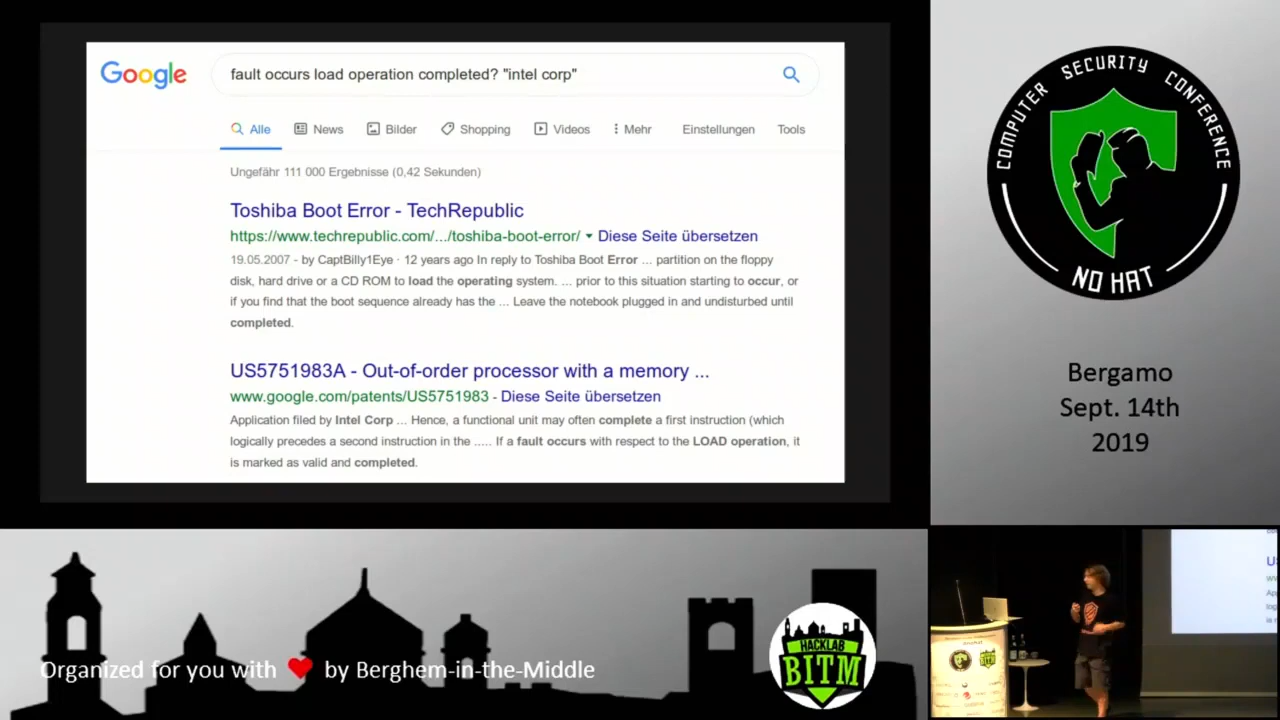 Google
fault occurs load operation completed? "intel corp"
Alle News Bilder Shopping Videos Mehr Einstellungen Tools
Ungefähr 111 000 Ergebnisse (0,42 Sekunden)
Toshiba Boot Error - TechRepublic
https://www.techrepublic.com/.../toshiba-boot-error/ Diese Seite übersetzen
19.05.2007 - by CaptBilly1Eye · 12 years ago In reply to Toshiba Boot Error ... partition on the floppy
disk, hard drive or a CD ROM to load the operating system. ... prior to this situation starting to occur, or
if you find that the boot sequence already has the ... Leave the notebook plugged in and undisturbed until
completed.
US5751983A - Out-of-order processor with a memory ...
www.google.com/patents/US5751983 - Diese Seite übersetzen
Application filed by Intel Corp ... Hence, a functional unit may often complete a first instruction (which
logically precedes a second instruction in the ..... If a fault occurs with respect to the LOAD operation, it
is marked as valid and completed.
COMPUTER SECURITY CONFERENCE
NO HAT
Bergamo
Sept. 14th
2019
Organized for you with ❤ by Berghem-in-the-Middle
HACKLAB
BITM